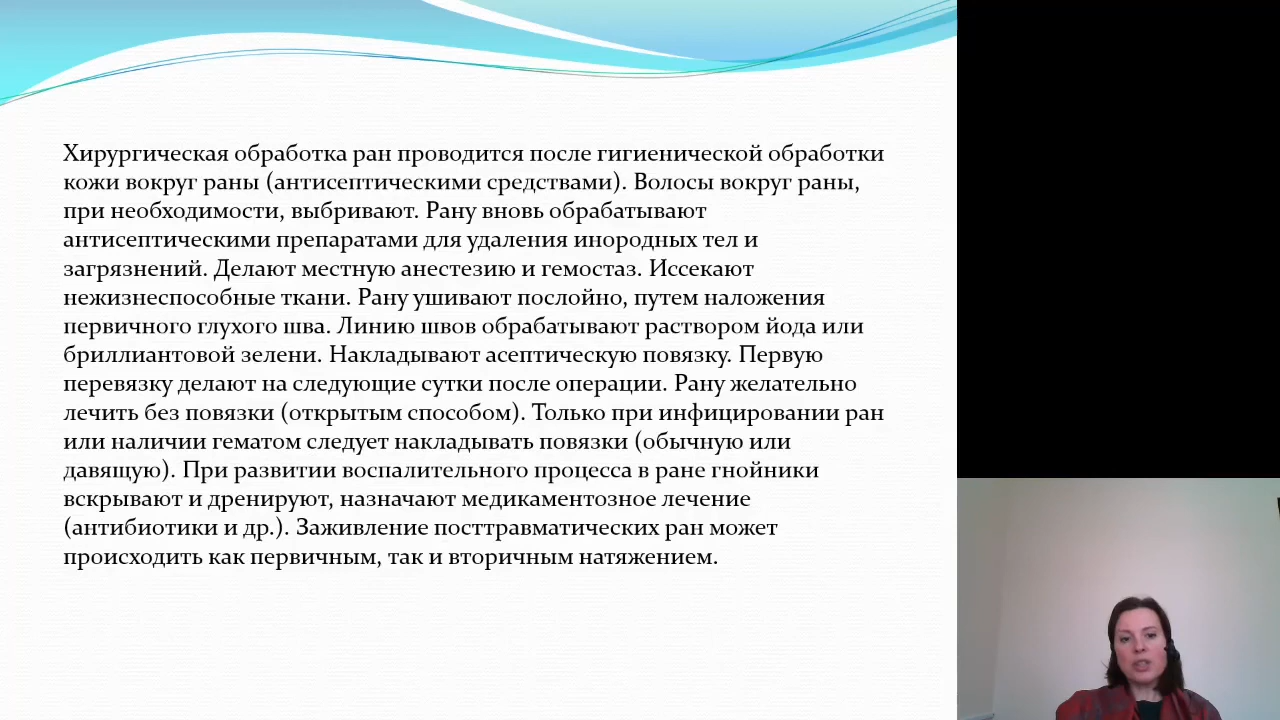 Хирургическая обработка ран проводится после гигиенической обработки
кожи вокруг раны (антисептическими средствами). Волосы вокруг раны,
при необходимости, выбривают. Рану вновь обрабатывают
антисептическими препаратами для удаления инородных тел и
загрязнений. Делают местную анестезию и гемостаз. Иссекают
нежизнеспособные ткани. Рану ушивают послойно, путем наложения
первичного глухого шва. Линию швов обрабатывают раствором йода или
бриллиантовой зелени. Накладывают асептическую повязку. Первую
перевязку делают на следующие сутки после операции. Рану желательно
лечить без повязки (открытым способом). Только при инфицировании ран
или наличии гематом следует накладывать повязки (обычную или
давящую). При развитии воспалительного процесса в ране гнойники
вскрывают и дренируют, назначают медикаментозное лечение
(антибиотики и др.). Заживление посттравматических ран может
происходить как первичным, так и вторичным натяжением.